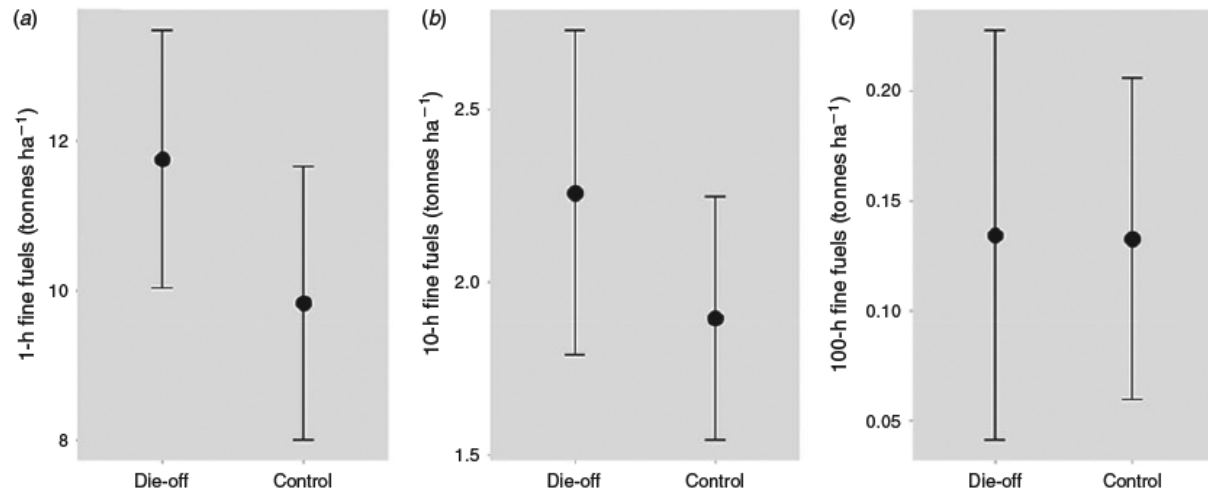 (a)
1-h fine fuels (tonnes ha−1)
12
10
8
Die-off Control
(b)
10-h fine fuels (tonnes ha−1)
2.5
2.0
1.5
Die-off Control
(c)
100-h fine fuels (tonnes ha−1)
0.20
0.15
0.10
0.05
Die-off Control